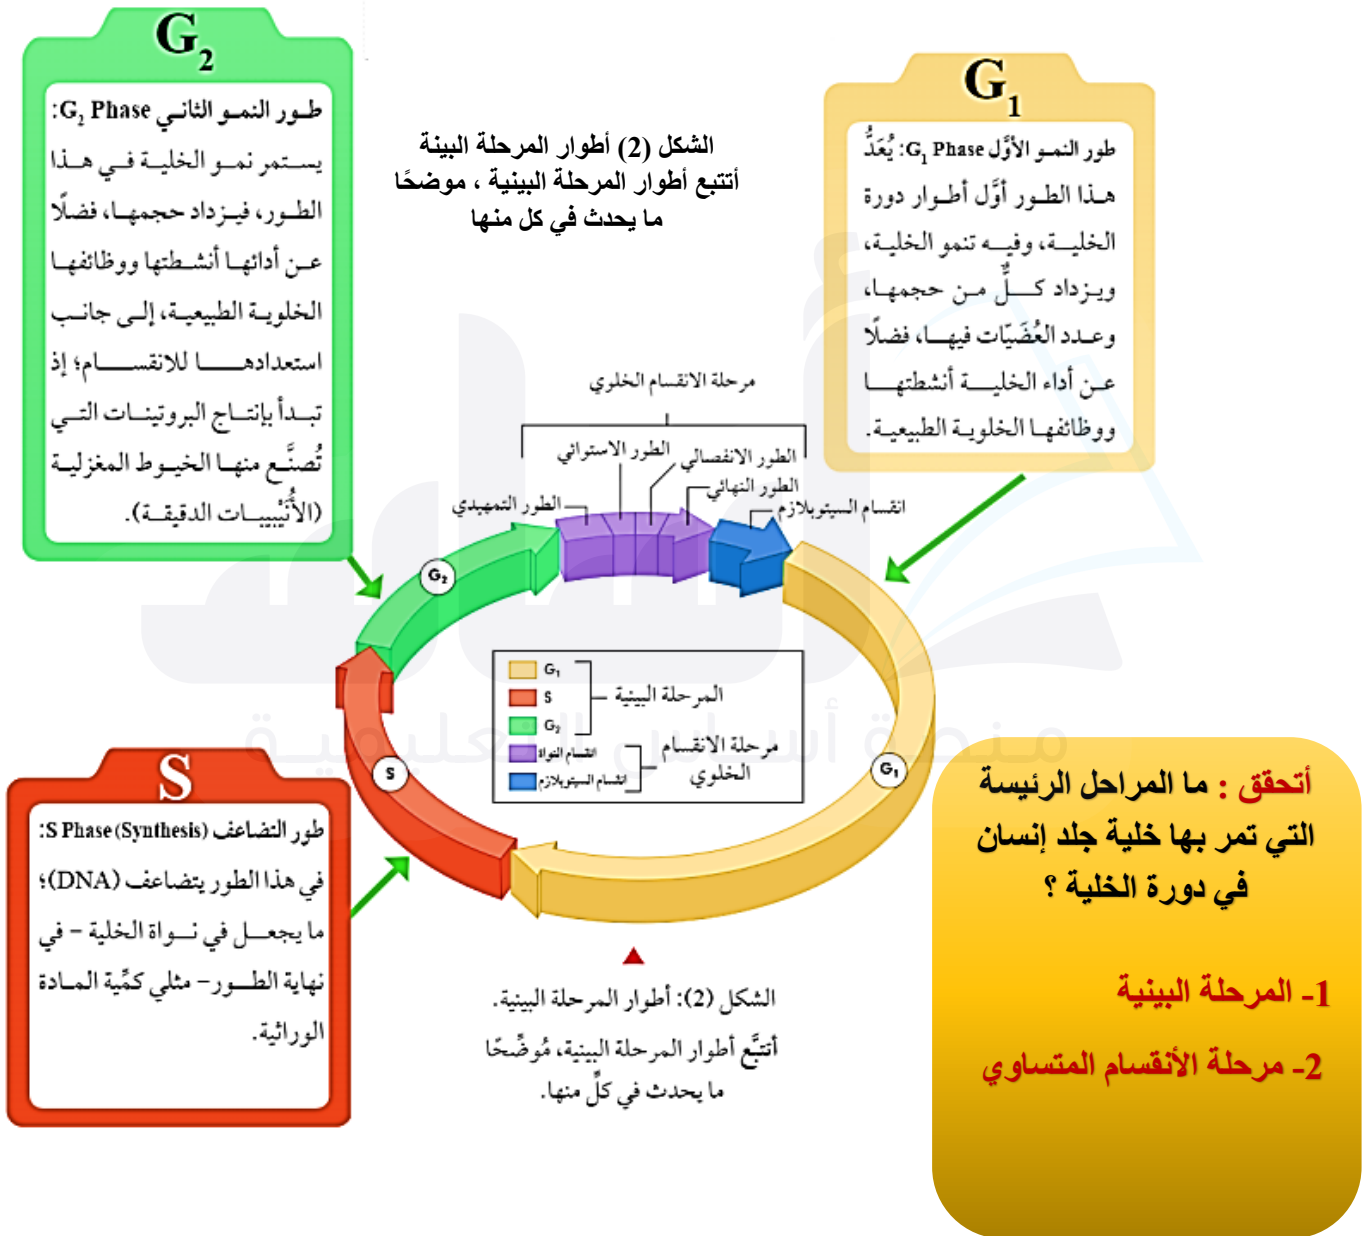 G₂
طور النمو الثاني G₂ Phase:
يستمر نمو الخلية في هذا
الطور، فيزداد حجمها، فضلًا
عن أدائها أنشطتها ووظائفها
الخلوية الطبيعية، إلى جانب
استعدادها للانقسام؛ إذ
تبدأ بإنتاج البروتينات التي
تُصنَّع منها الخيوط المغزلية
(الأُنَيْبيبات الدقيقة).
الشكل (2) أطوار المرحلة البينة
أتتبع أطوار المرحلة البينية ، موضحًا
ما يحدث في كل منها
G₁
طور النمو الأوَّل G₁ Phase: يُعَدُّ
هذا الطور أوَّل أطوار دورة
الخلية، وفيه تنمو الخلية،
ويزداد كلٌّ من حجمها،
وعدد العُضَيّات فيها، فضلًا
عن أداء الخلية أنشطتها
ووظائفها الخلوية الطبيعية.
مرحلة الانقسام الخلوي
الطور التمهيدي
الطور الاستوائي
الطور الانفصالي
الطور النهائي
انقسام السيتوبلازم
G₂
S
G₁
G₁
S
G₂
المرحلة البينية
انقسام النواة
انقسام السيتوبلازم
مرحلة الانقسام
الخلوي
منصة أساس التعليمية
S
طور التضاعف S Phase (Synthesis):
في هذا الطور يتضاعف (DNA)؛
ما يجعل في نواة الخلية – في
نهاية الطور– مثلي كمِّية المادة
الوراثية.
الشكل (2): أطوار المرحلة البينية.
أتتبَّع أطوار المرحلة البينية، مُوضِّحًا
ما يحدث في كلٍّ منها.
أتحقق : ما المراحل الرئيسة
التي تمر بها خلية جلد إنسان
في دورة الخلية ؟
1- المرحلة البينية
2- مرحلة الأنقسام المتساوي